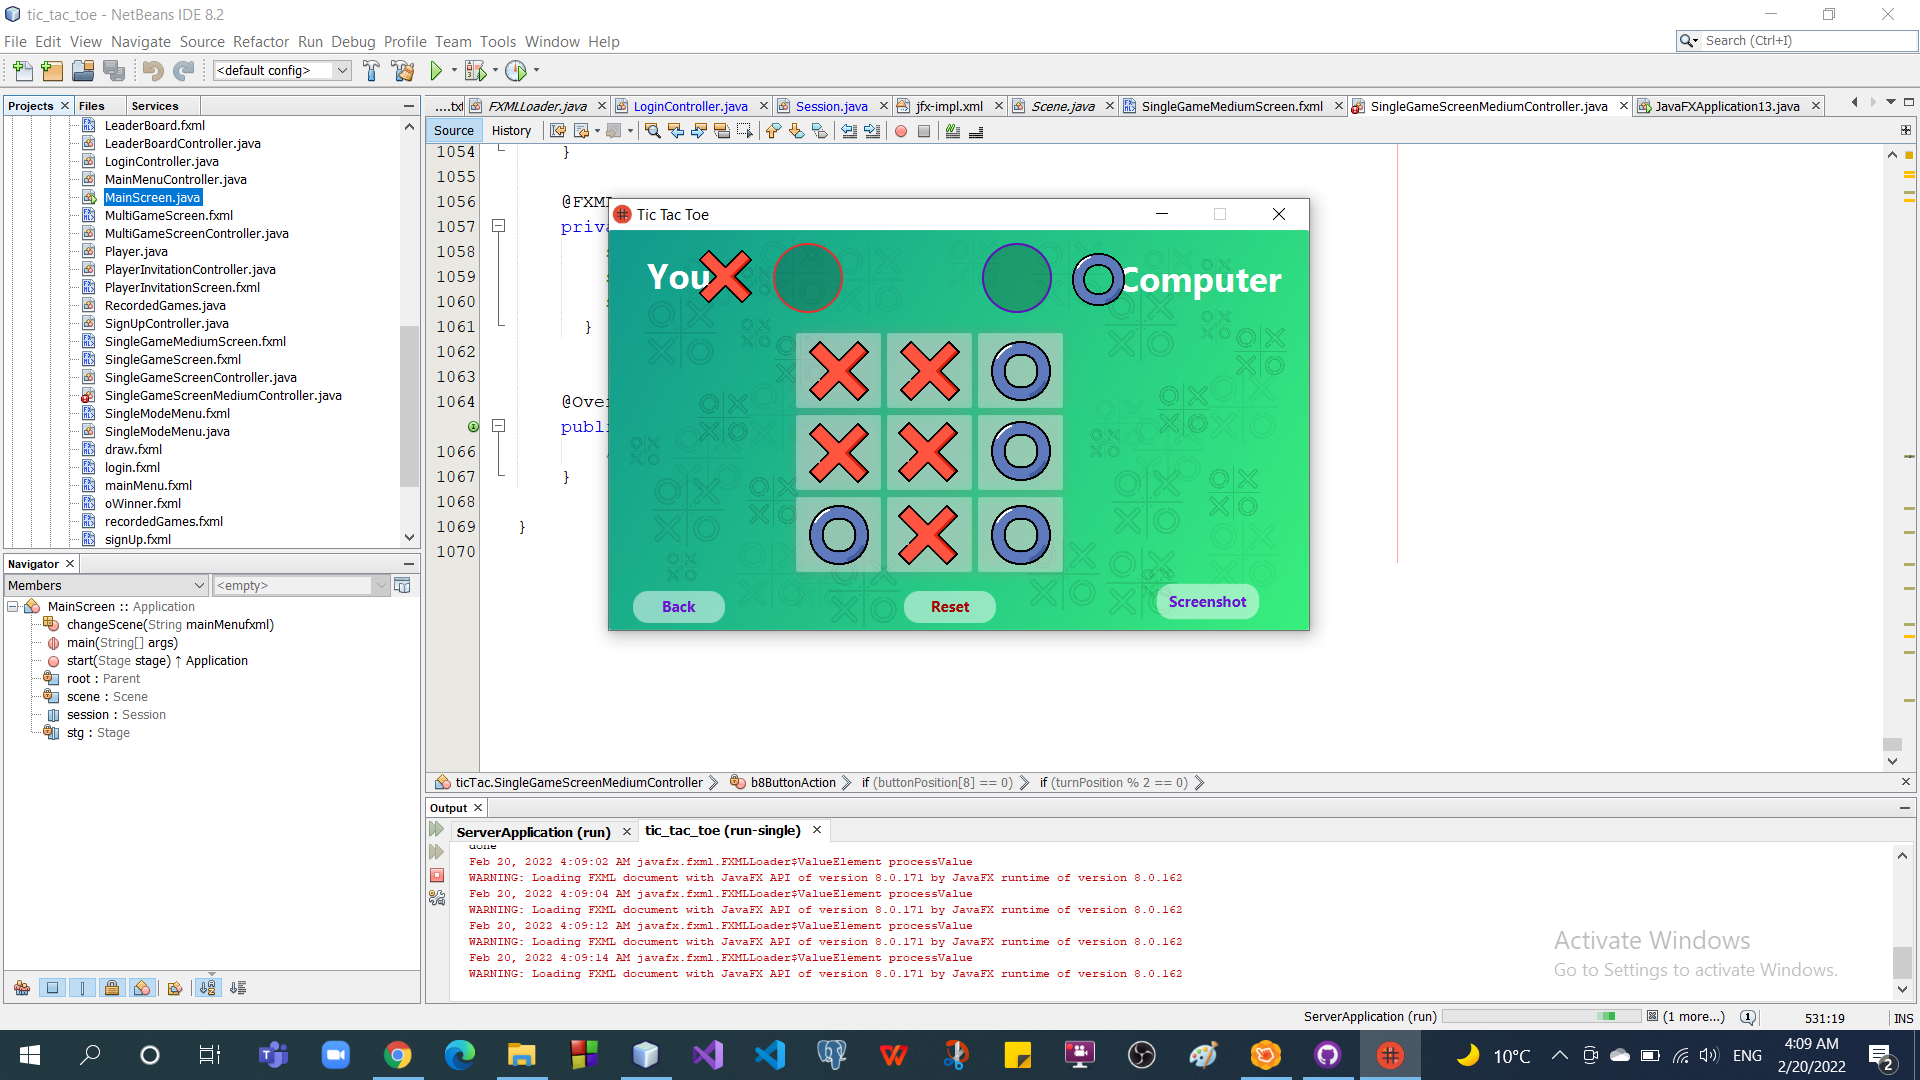 tic_tac_toe - NetBeans IDE 8.2
File Edit View Navigate Source Refactor Run Debug Profile Team Tools Window Help
Search (Ctrl+I)
<default config>
Projects Files Services
LeaderBoard.fxml
LeaderBoardController.java
LoginController.java
MainMenuController.java
MainScreen.java
MultiGameScreen.fxml
MultiGameScreenController.java
Player.java
PlayerInvitationController.java
PlayerInvitationScreen.fxml
RecordedGames.java
SignUpController.java
SingleGameMediumScreen.fxml
SingleGameScreen.fxml
SingleGameScreenController.java
SingleGameScreenMediumController.java
SingleModeMenu.fxml
SingleModeMenu.java
draw.fxml
login.fxml
mainMenu.fxml
oWinner.fxml
recordedGames.fxml
signUp.fxml
Navigator
Members
<empty>
MainScreen :: Application
changeScene(String mainMenufxml)
main(String[] args)
start(Stage stage) ↑ Application
root : Parent
scene : Scene
session : Session
stg : Stage
....txt FXMLLoader.java LoginController.java Session.java jfx-impl.xml Scene.java SingleGameMediumScreen.fxml SingleGameScreenMediumController.java JavaFXApplication13.java
Source History
1054 }
1055
1056 @FXML
1057 priva
1058
1059
1060
1061 }
1062
1063
1064 @Over
publi
1066
1067 }
1068
1069 }
1070
Tic Tac Toe
You
Computer
Back
Reset
Screenshot
ticTac.SingleGameScreenMediumController b8ButtonAction if (buttonPosition[8] == 0) if (turnPosition % 2 == 0)
Output
ServerApplication (run) tic_tac_toe (run-single)
done
Feb 20, 2022 4:09:02 AM javafx.fxml.FXMLLoader$ValueElement processValue
WARNING: Loading FXML document with JavaFX API of version 8.0.171 by JavaFX runtime of version 8.0.162
Feb 20, 2022 4:09:04 AM javafx.fxml.FXMLLoader$ValueElement processValue
WARNING: Loading FXML document with JavaFX API of version 8.0.171 by JavaFX runtime of version 8.0.162
Feb 20, 2022 4:09:12 AM javafx.fxml.FXMLLoader$ValueElement processValue
WARNING: Loading FXML document with JavaFX API of version 8.0.171 by JavaFX runtime of version 8.0.162
Feb 20, 2022 4:09:14 AM javafx.fxml.FXMLLoader$ValueElement processValue
WARNING: Loading FXML document with JavaFX API of version 8.0.171 by JavaFX runtime of version 8.0.162
Activate Windows
Go to Settings to activate Windows.
ServerApplication (run)
(1 more...)
531:19
INS
10°C
ENG
4:09 AM
2/20/2022
2